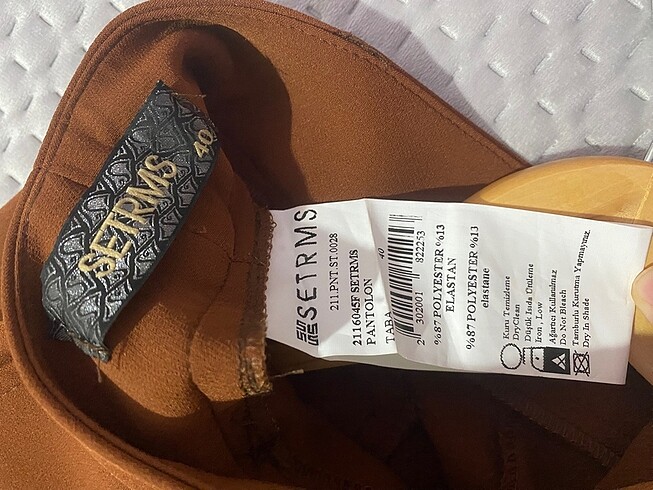 SETRMS
40
SETRMS
211.PNT.ST.0028
2116045F SETRMS
PANTOLON
TABA
40
2 302001 822253
%87 POLYESTER %13
ELASTAN
%87 POLYESTER %13
elastane
Kuru Temizleme
Dry Clean
Düşük Isıda Ütüleme
Iron , Low
Ağartıcı Kullanılmaz
Do Not Bleach
Tamburlu Kurutma Yapmayınız
Dry In Shade